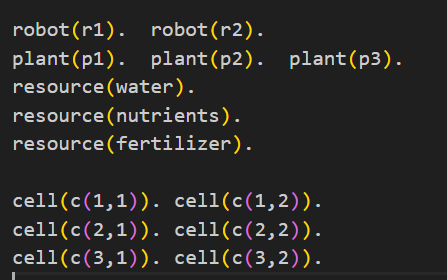 robot(r1).  robot(r2).
plant(p1).  plant(p2).  plant(p3).
resource(water).
resource(nutrients).
resource(fertilizer).

cell(c(1,1)). cell(c(1,2)).
cell(c(2,1)). cell(c(2,2)).
cell(c(3,1)). cell(c(3,2)).